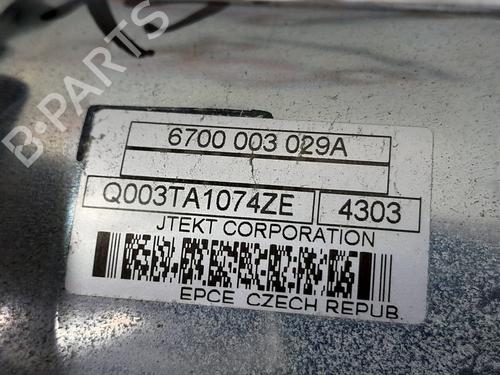 B-PARTS
6700 003 029A
Q003TA1074ZE 4303
JTEKT CORPORATION
EPCE CZECH REPUB.